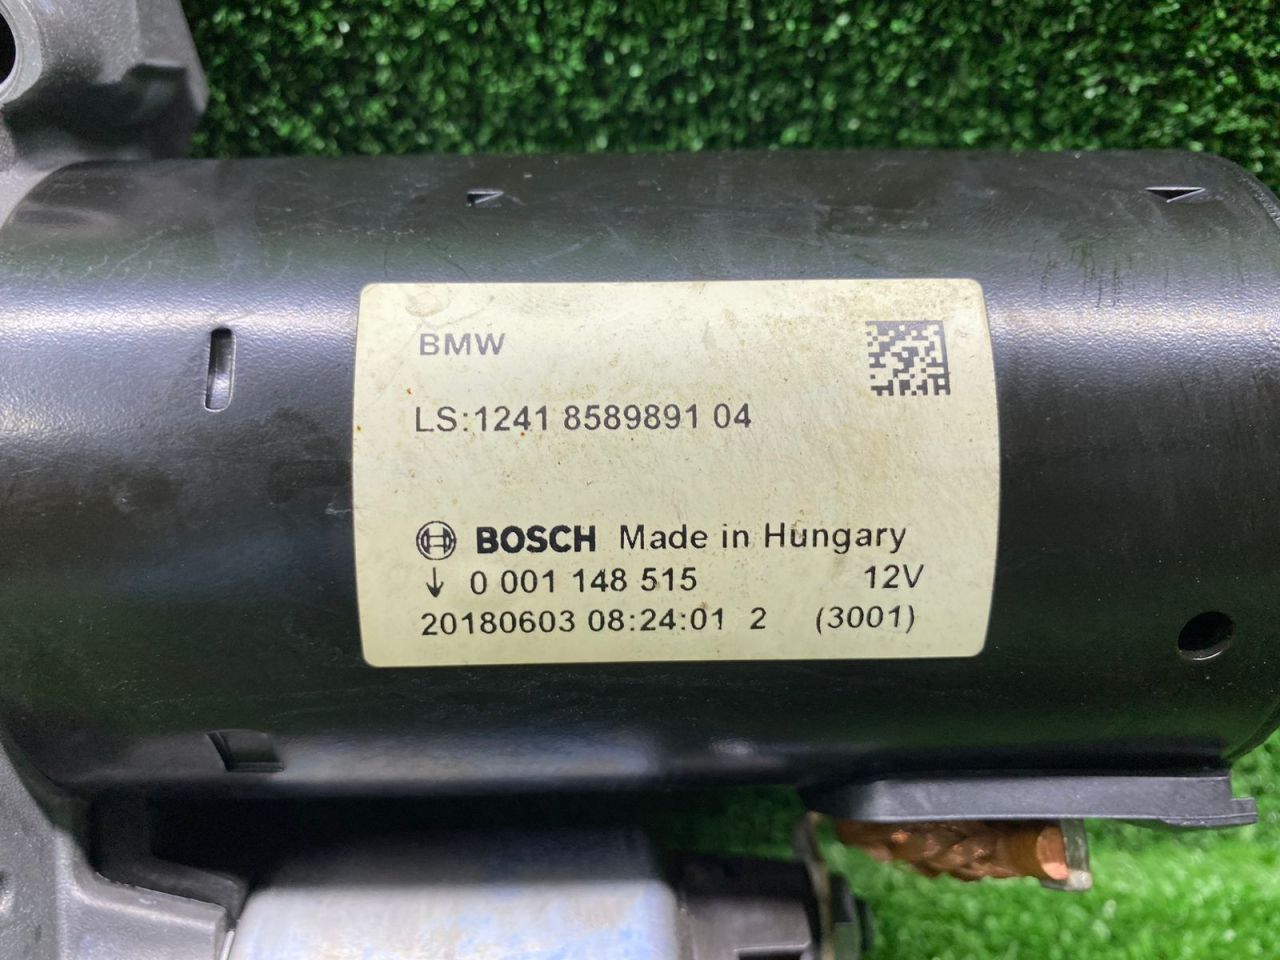 BMW
LS:1241 8589891 04
BOSCH Made in Hungary
↓ 0 001 148 515 12V
20180603 08:24:01 2 (3001)